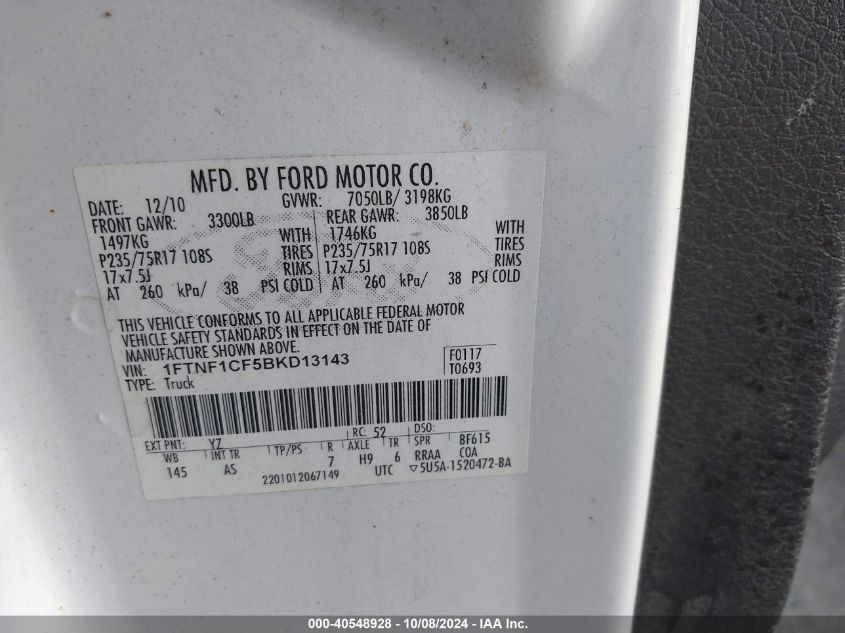 MFD. BY FORD MOTOR CO.
DATE: 12/10 GVWR: 7050LB/ 3198KG
FRONT GAWR: 3300LB REAR GAWR: 3850LB
1497KG WITH 1746KG WITH
P235/75R17 108S TIRES P235/75R17 108S TIRES
17x7.5J RIMS 17x7.5J RIMS
AT 260 kPa/ 38 PSI COLD AT 260 kPa/ 38 PSI COLD
THIS VEHICLE CONFORMS TO ALL APPLICABLE FEDERAL MOTOR
VEHICLE SAFETY STANDARDS IN EFFECT ON THE DATE OF
MANUFACTURE SHOWN ABOVE.
VIN: 1FTNF1CF5BKD13143 F0117
TYPE: Truck T0693
EXT PNT: YZ RC: 52 DSO:
WB INT TR TP/PS R AXLE TR SPR BF615
145 AS 7 H9 6 RRAA COA
2201012067149 UTC ▽5U5A-1520472-BA
000-40548928 - 10/08/2024 - IAA Inc.